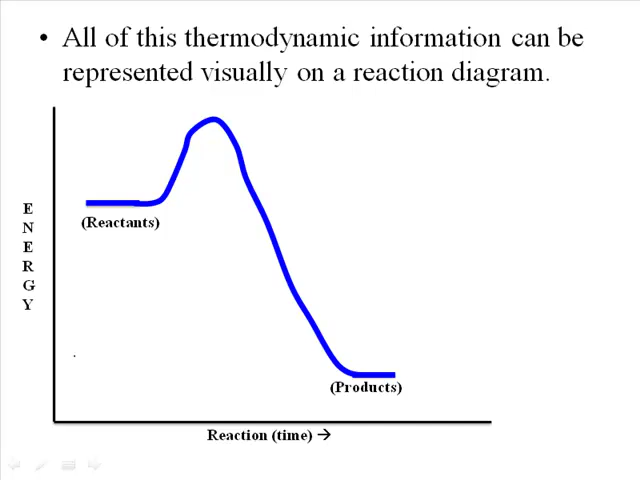 • All of this thermodynamic information can be
represented visually on a reaction diagram.
E
N
E
R
G
Y
(Reactants)
(Products)
Reaction (time) →